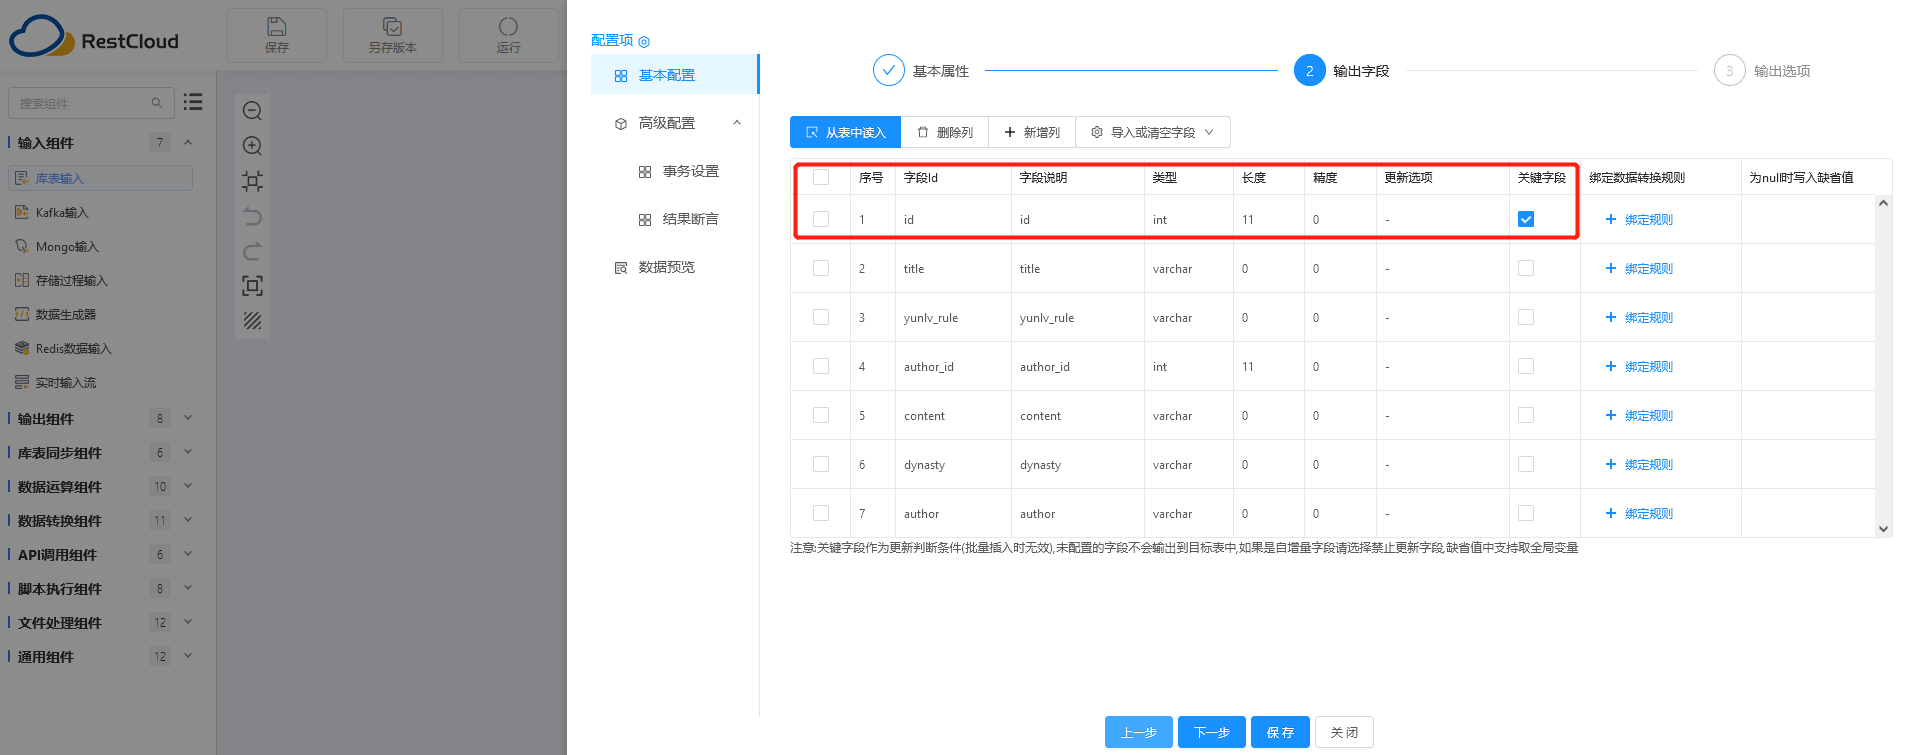 RestCloud
保存
另存版本
运行
搜索组件
输入组件 7
库表输入
Kafka输入
Mongo输入
存储过程输入
数据生成器
Redis数据输入
实时输入流
输出组件 8
库表同步组件 6
数据运算组件 10
数据转换组件 11
API调用组件 6
脚本执行组件 8
文件处理组件 12
通用组件 12
配置项
基本配置
高级配置
事务设置
结果断言
数据预览
基本属性
2 输出字段
3 输出选项
从表中读入 删除列 新增列 导入或清空字段
序号 字段Id 字段说明 类型 长度 精度 更新选项 关键字段 绑定数据转换规则 为null时写入缺省值
1 id id int 11 0 - 绑定规则
2 title title varchar 0 0 - 绑定规则
3 yunlv_rule yunlv_rule varchar 0 0 - 绑定规则
4 author_id author_id int 11 0 - 绑定规则
5 content content varchar 0 0 - 绑定规则
6 dynasty dynasty varchar 0 0 - 绑定规则
7 author author varchar 0 0 - 绑定规则
注意:关键字段作为更新判断条件(批量插入时无效),未配置的字段不会输出到目标表中,如果是自增量字段请选择禁止更新字段,缺省值中支持取全局变量
上一步 下一步 保存 关闭